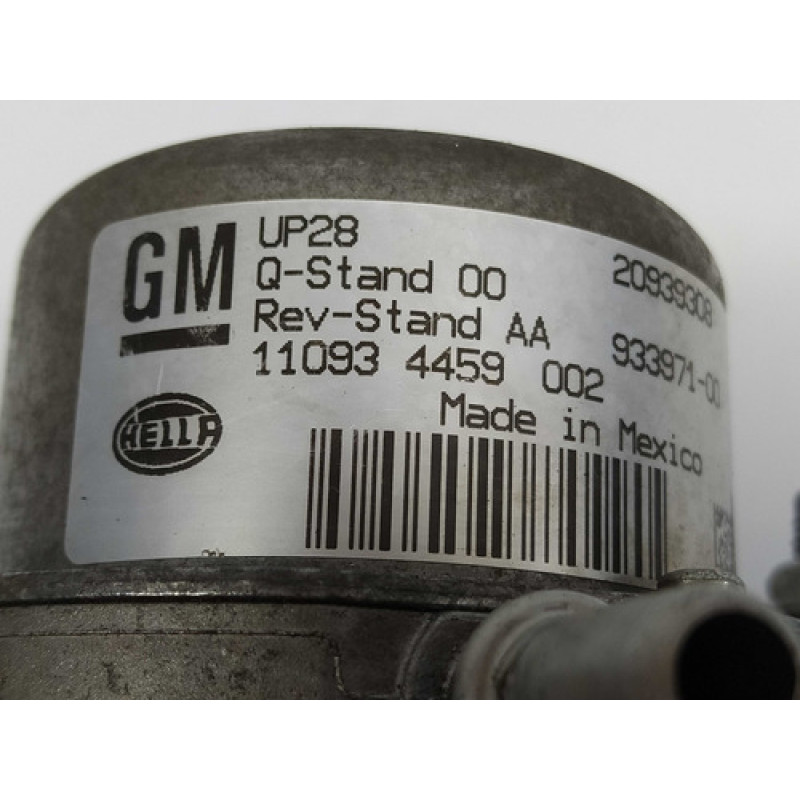 GM
UP28
Q-Stand 00 20939308
Rev-Stand AA
11093 4459 002 933971-00
Made in Mexico
HELLA